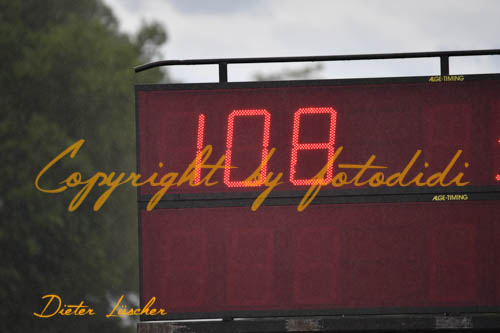 ALGE-TIMING
108
Copyright by fotodidi
ALGE-TIMING
Dieter Lüscher